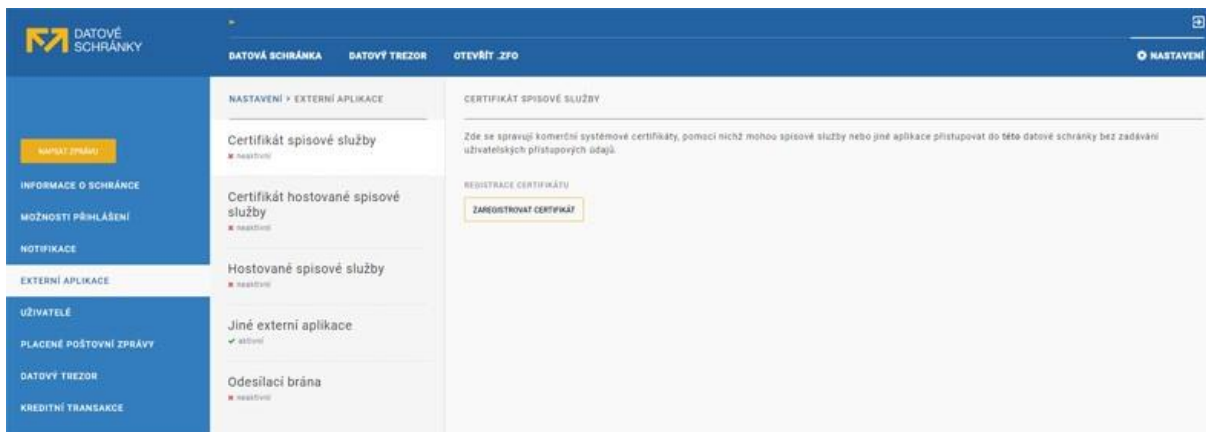 DATOVÉ
SCHRÁNKY
DATOVÁ SCHRÁNKA
DATOVÝ TREZOR
OTEVŘÍT .ZFO
NASTAVENÍ
NAPSAT ZPRÁVU
INFORMACE O SCHRÁNCE
MOŽNOSTI PŘIHLÁŠENÍ
NOTIFIKACE
EXTERNÍ APLIKACE
UŽIVATELÉ
PLACENÉ POŠTOVNÍ ZPRÁVY
DATOVÝ TREZOR
KREDITNÍ TRANSAKCE
NASTAVENÍ > EXTERNÍ APLIKACE
Certifikát spisové služby
neaktivní
Certifikát hostované spisové
služby
neaktivní
Hostované spisové služby
neaktivní
Jiné externí aplikace
aktivní
Odesílací brána
neaktivní
CERTIFIKÁT SPISOVÉ SLUŽBY
Zde se spravují komerční systémové certifikáty, pomocí nichž mohou spisové služby nebo jiné aplikace přistupovat do této datové schránky bez zadávání
uživatelských přístupových údajů.
REGISTRACE CERTIFIKÁTU
ZAREGISTROVAT CERTIFIKÁT